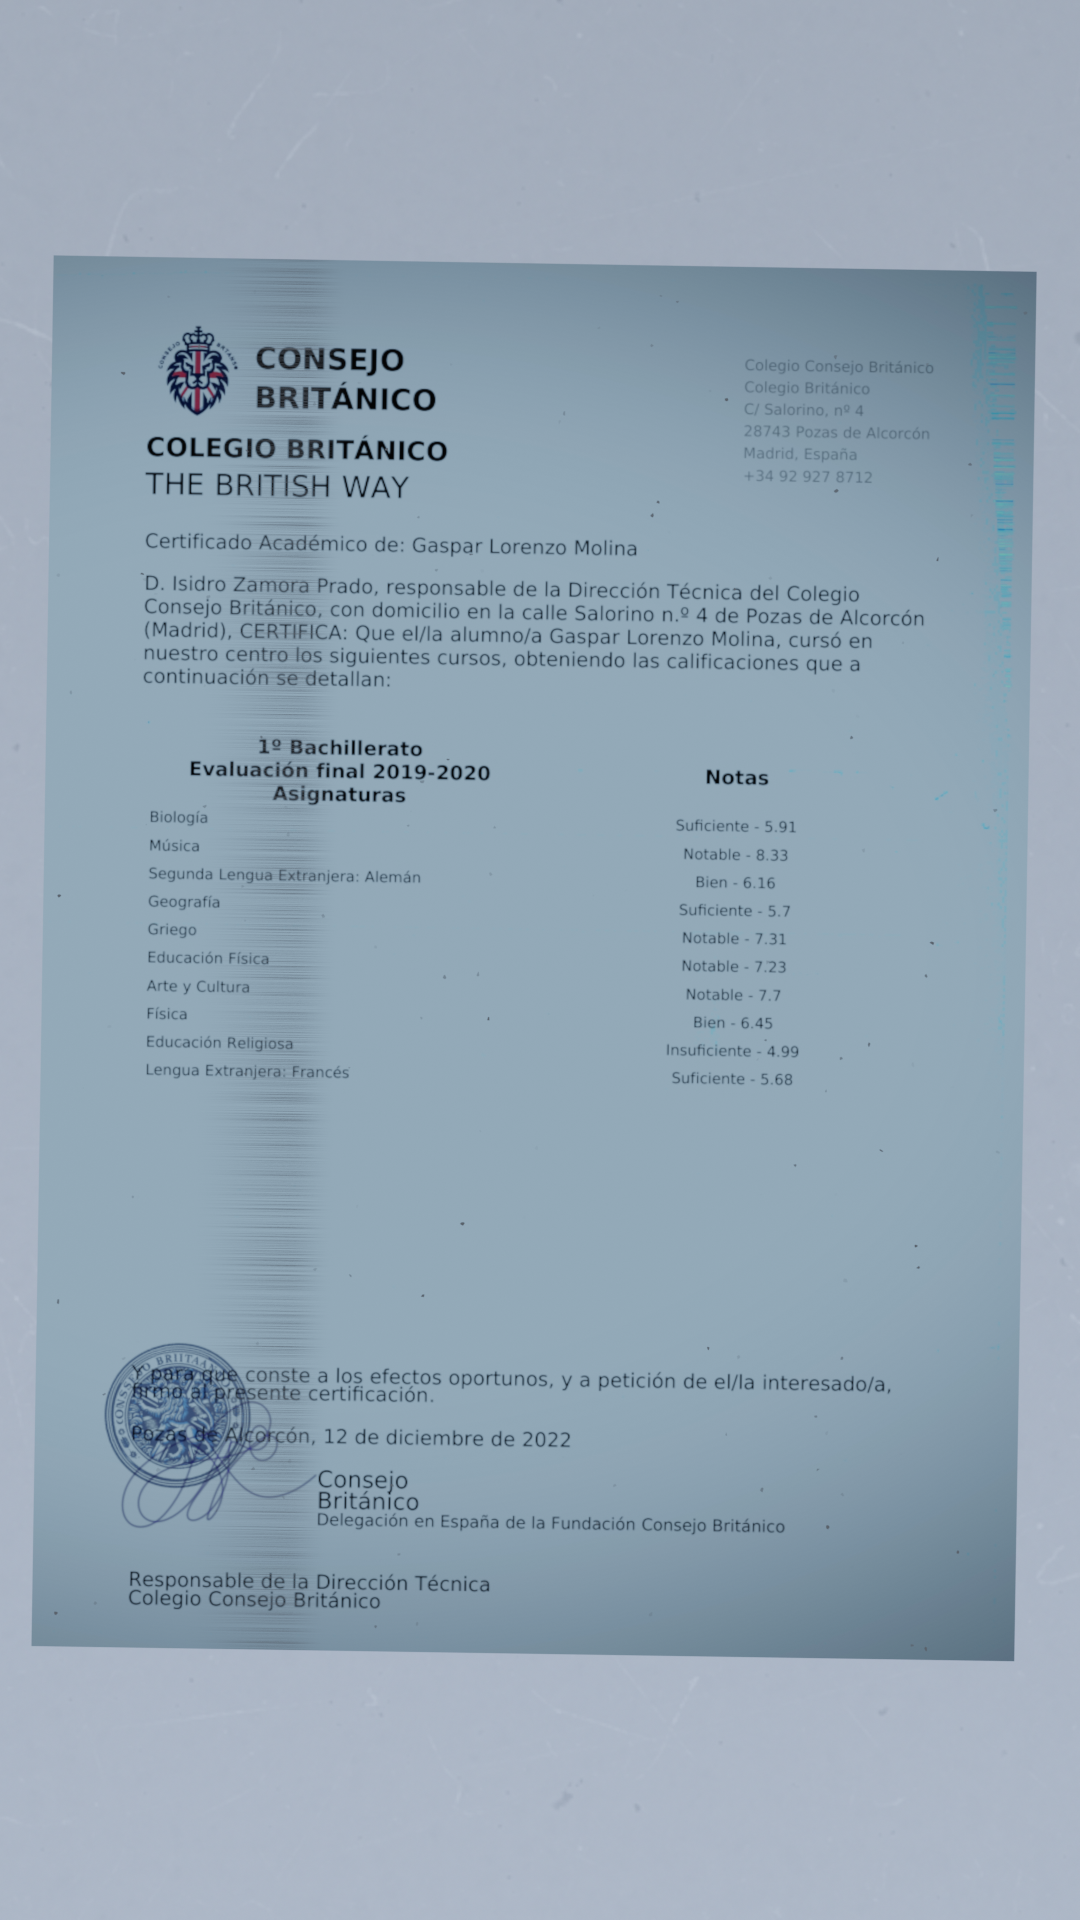 CONSEJO
BRITÁNICO
COLEGIO BRITÁNICO
THE BRITISH WAY
Colegio Consejo Británico
Colegio Británico
C/ Salorino, nº 4
28743 Pozas de Alcorcón
Madrid, España
+34 92 927 8712
Certificado Académico de: Gaspar Lorenzo Molina
D. Isidro Zamora Prado, responsable de la Dirección Técnica del Colegio
Consejo Británico, con domicilio en la calle Salorino n.º 4 de Pozas de Alcorcón
(Madrid), CERTIFICA: Que el/la alumno/a Gaspar Lorenzo Molina, cursó en
nuestro centro los siguientes cursos, obteniendo las calificaciones que a
continuación se detallan:
1º Bachillerato
Evaluación final 2019-2020
Asignaturas
Notas
Biología Suficiente - 5.91
Música Notable - 8.33
Segunda Lengua Extranjera: Alemán Bien - 6.16
Geografía Suficiente - 5.7
Griego Notable - 7.31
Educación Física Notable - 7.23
Arte y Cultura Notable - 7.7
Física Bien - 6.45
Educación Religiosa Insuficiente - 4.99
Lengua Extranjera: Francés Suficiente - 5.68
Y para que conste a los efectos oportunos, y a petición de el/la interesado/a,
firmo al presente certificación.
Pozas de Alcorcón, 12 de diciembre de 2022
Consejo
Británico
Delegación en España de la Fundación Consejo Británico
Responsable de la Dirección Técnica
Colegio Consejo Británico